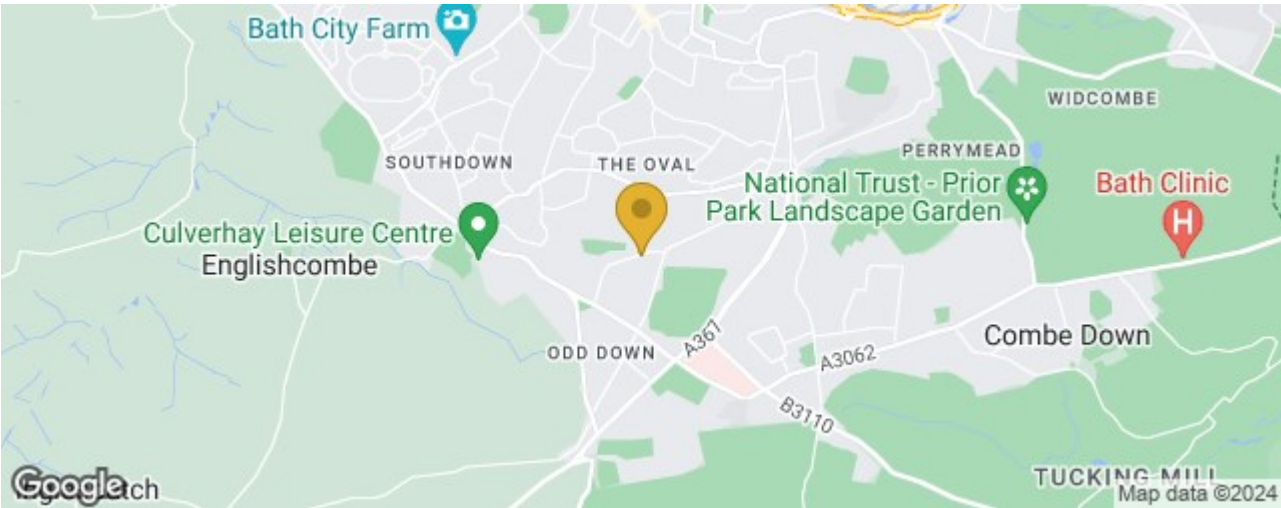 Bath City Farm
WIDCOMBE
SOUTHDOWN
THE OVAL
PERRYMEAD
National Trust - Prior
Park Landscape Garden
Bath Clinic
H
Culverhay Leisure Centre
Englishcombe
Combe Down
ODD DOWN
A361
A3062
B3110
TUCKING MILL
Google
Map data ©2024